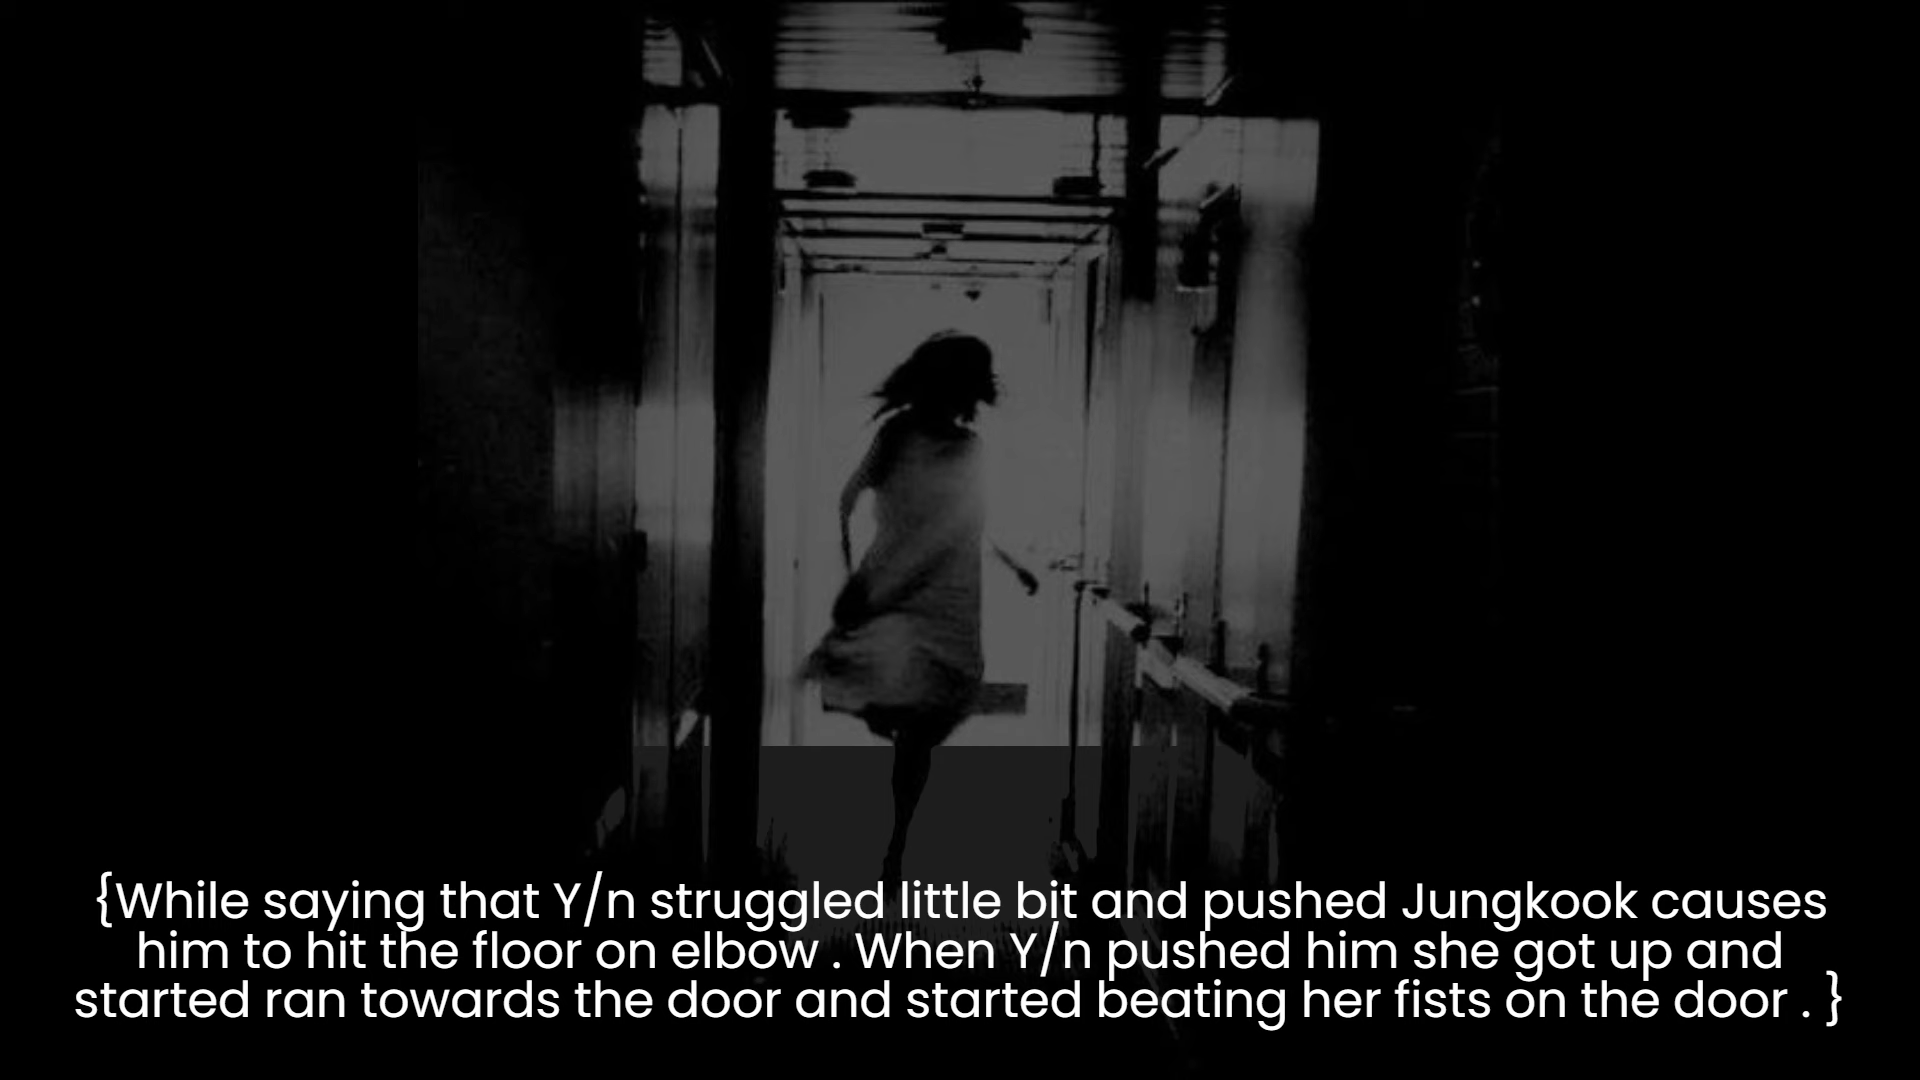 {While saying that Y/n struggled little bit and pushed Jungkook causes
him to hit the floor on elbow . When Y/n pushed him she got up and
started ran towards the door and started beating her fists on the door . }